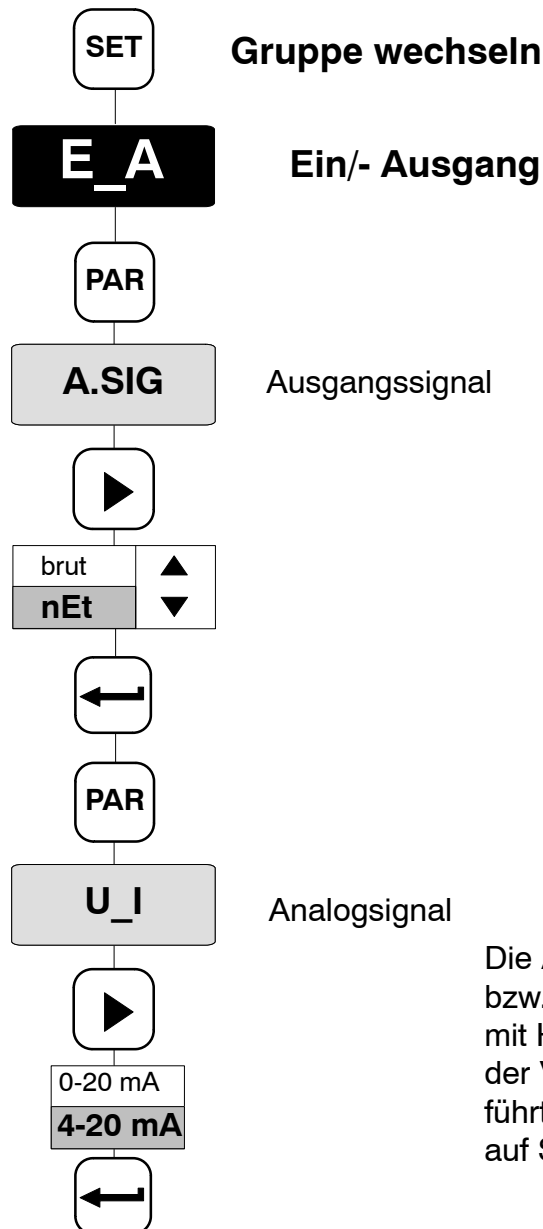 SET Gruppe wechseln
E_A Ein/- Ausgang
PAR
A.SIG Ausgangssignal
brut
nEt
PAR
U_I Analogsignal
Die
bzw.
mit
der
führt
auf
0-20 mA
4-20 mA